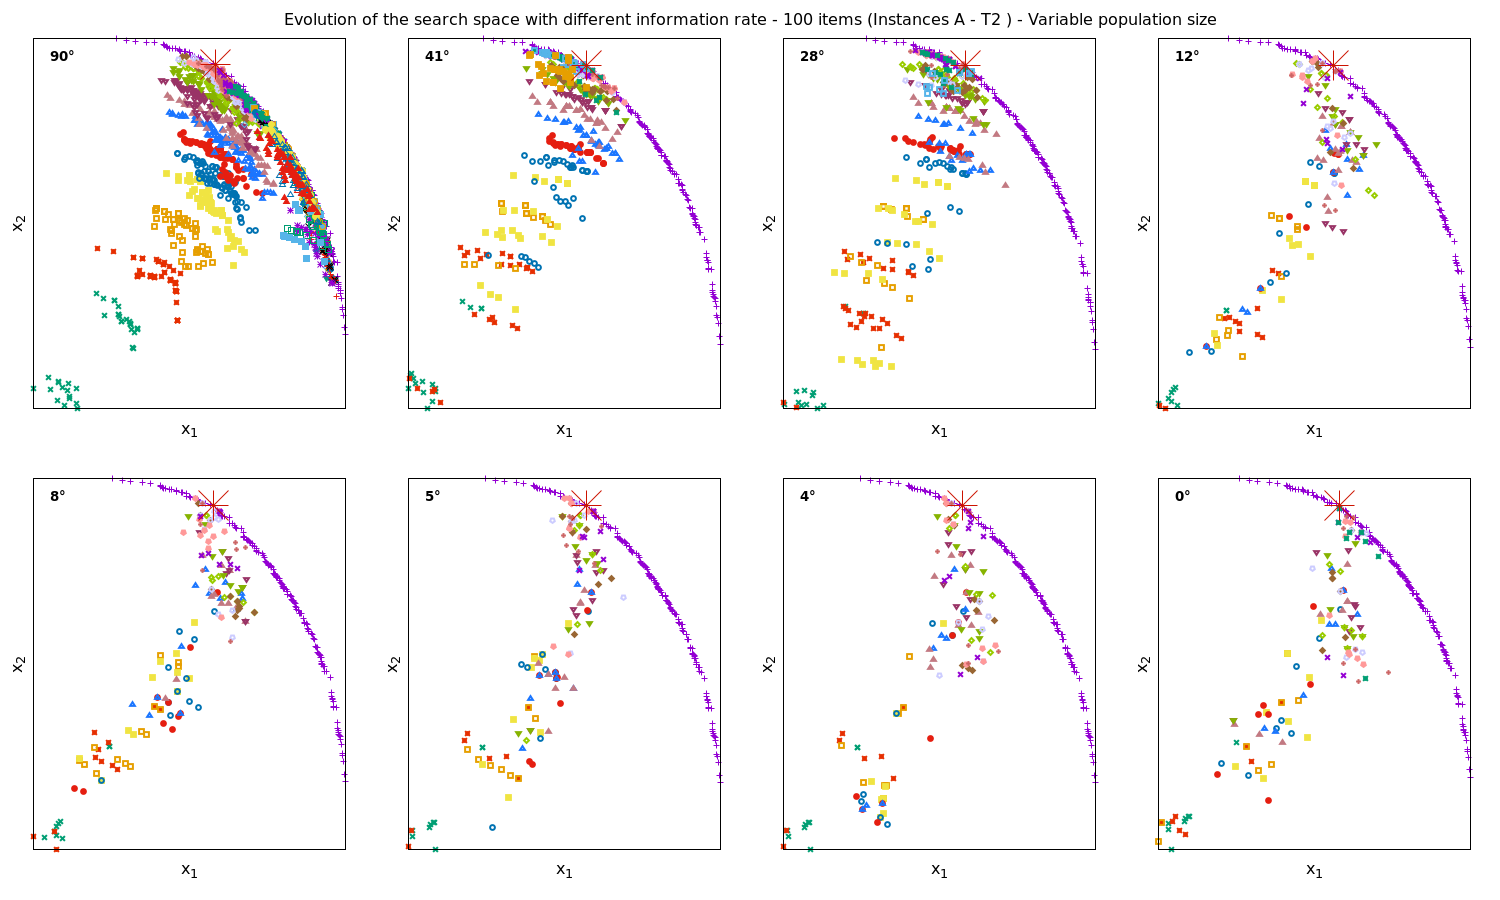 Evolution of the search space with different information rate - 100 items (Instances A - T2 ) - Variable population size
90°
41°
28°
12°
x₂
x₂
x₂
x₂
x₁
x₁
x₁
x₁
8°
5°
4°
0°
x₂
x₂
x₂
x₂
x₁
x₁
x₁
x₁